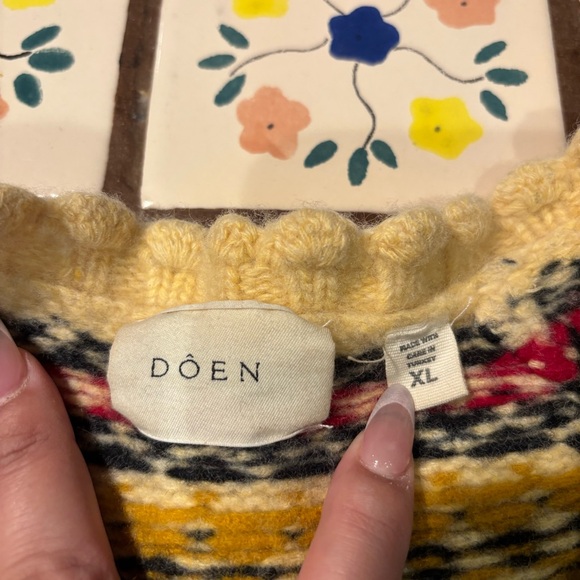 DÔEN
MADE WITH
CARE IN
TURKEY
XL